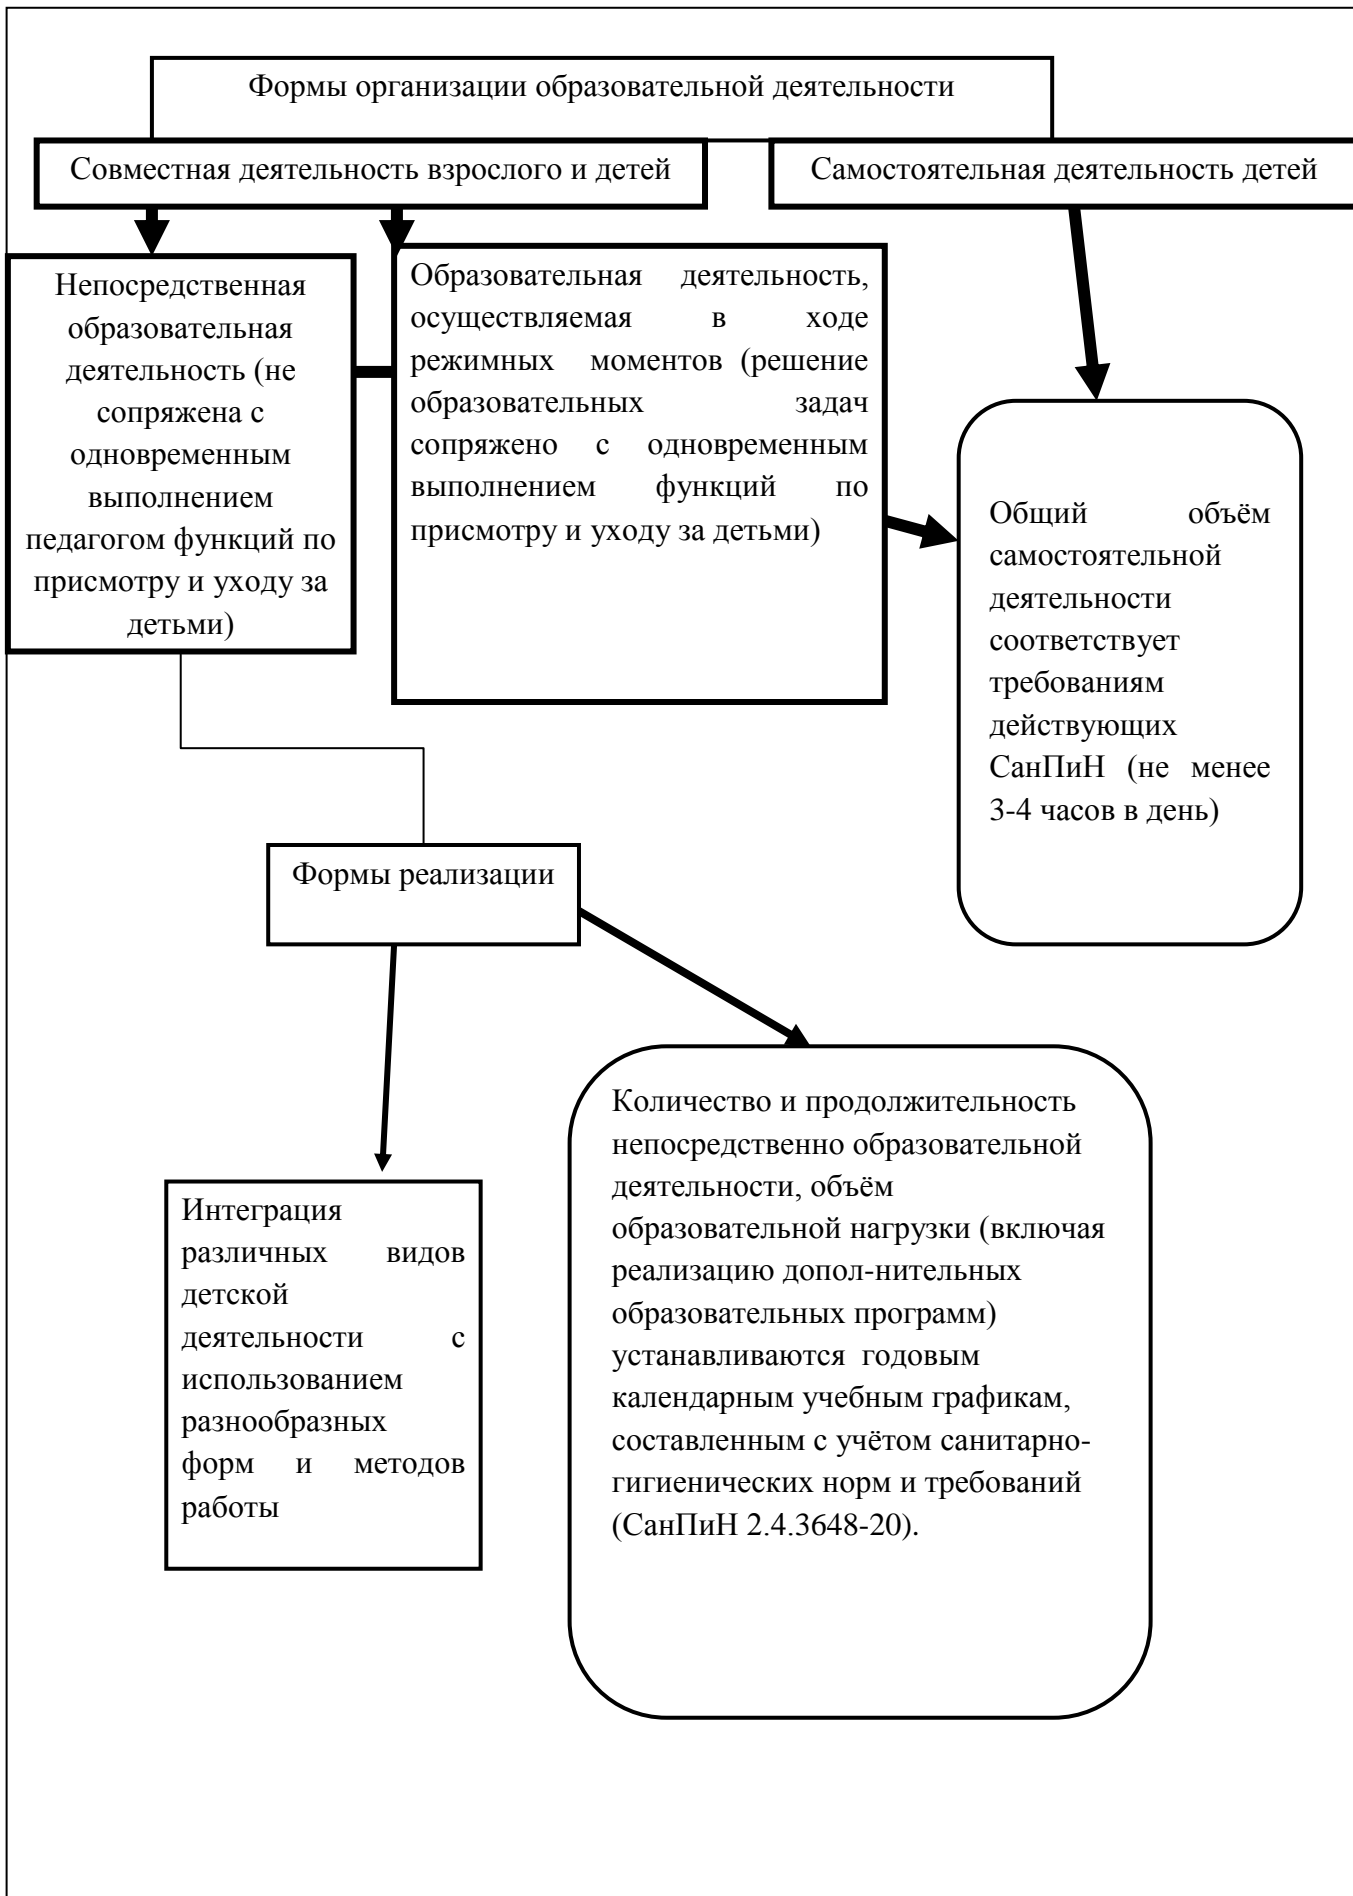 Формы организации образовательной деятельности
Совместная деятельность взрослого и детей
Самостоятельная деятельность детей
Непосредственная
образовательная
деятельность (не
сопряжена с
одновременным
выполнением
педагогом функций по
присмотру и уходу за
детьми)
Образовательная деятельность,
осуществляемая в ходе
режимных моментов (решение
образовательных задач
сопряжено с одновременным
выполнением функций по
присмотру и уходу за детьми)
Общий объём
самостоятельной
деятельности
соответствует
требованиям
действующих
СанПиН (не менее
3-4 часов в день)
Формы реализации
Интеграция
различных видов
детской
деятельности с
использованием
разнообразных
форм и методов
работы
Количество и продолжительность
непосредственно образовательной
деятельности, объём
образовательной нагрузки (включая
реализацию допол-нительных
образовательных программ)
устанавливаются годовым
календарным учебным графикам,
составленным с учётом санитарно-
гигиенических норм и требований
(СанПиН 2.4.3648-20).